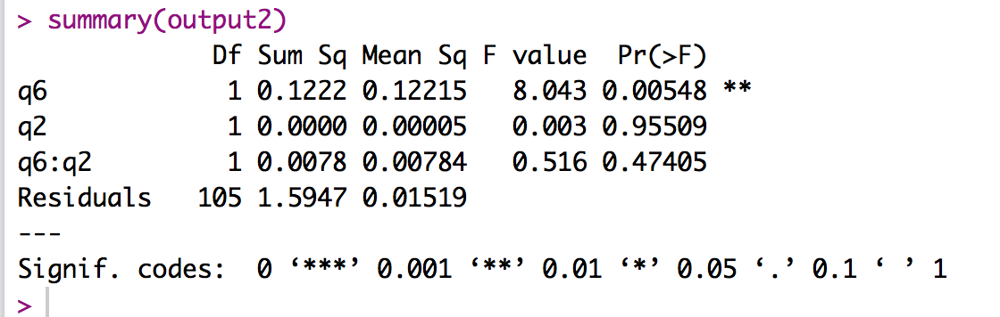 > summary(output2)
             Df Sum Sq Mean Sq F value  Pr(>F)
q6            1 0.1222 0.12215   8.043 0.00548 **
q2            1 0.0000 0.00005   0.003 0.95509
q6:q2         1 0.0078 0.00784   0.516 0.47405
Residuals   105 1.5947 0.01519
---
Signif. codes:  0 ‘***’ 0.001 ‘**’ 0.01 ‘*’ 0.05 ‘.’ 0.1 ‘ ’ 1
>